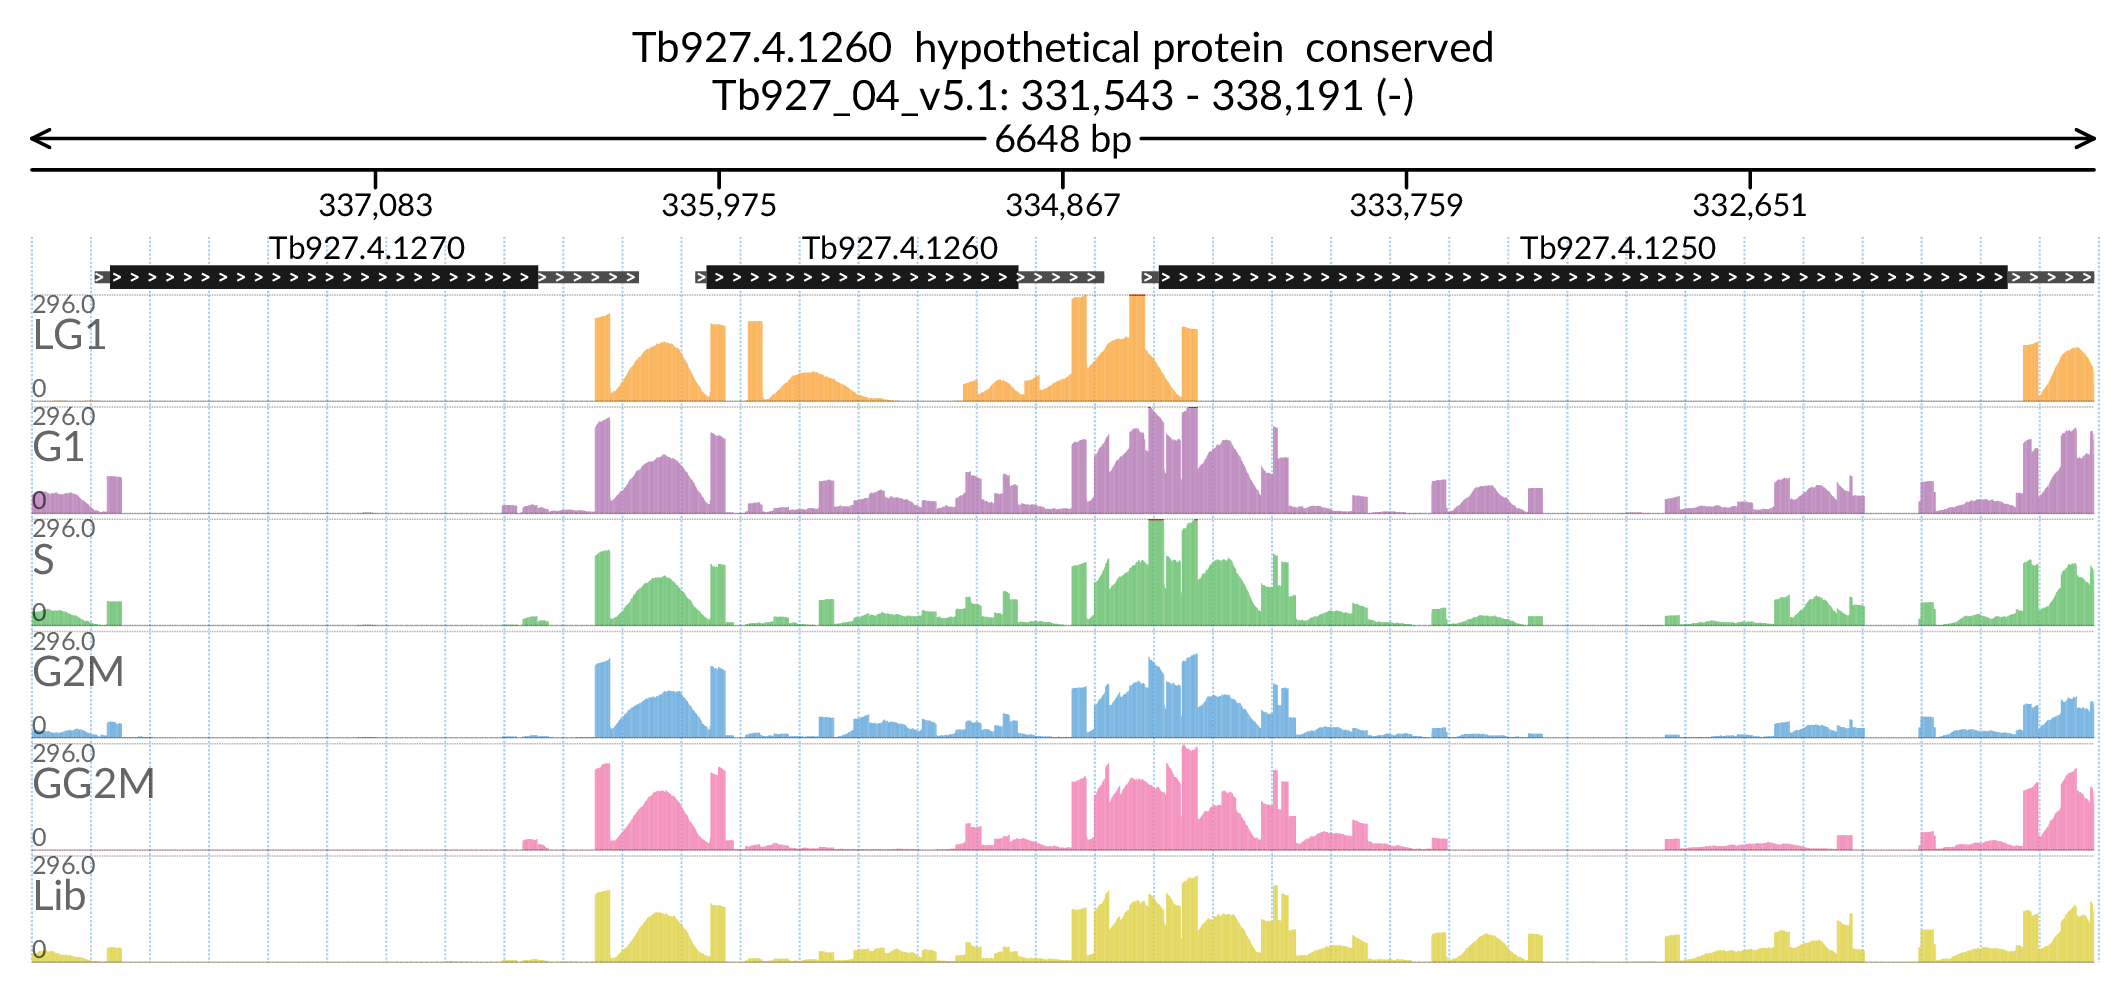 Tb927.4.1260  hypothetical protein  conserved
Tb927_04_v5.1: 331,543 - 338,191 (-)
6648 bp
337,083 335,975 334,867 333,759 332,651
Tb927.4.1270 Tb927.4.1260 Tb927.4.1250
296.0
LG1
0
296.0
G1
0
296.0
S
0
296.0
G2M
0
296.0
GG2M
0
296.0
Lib
0